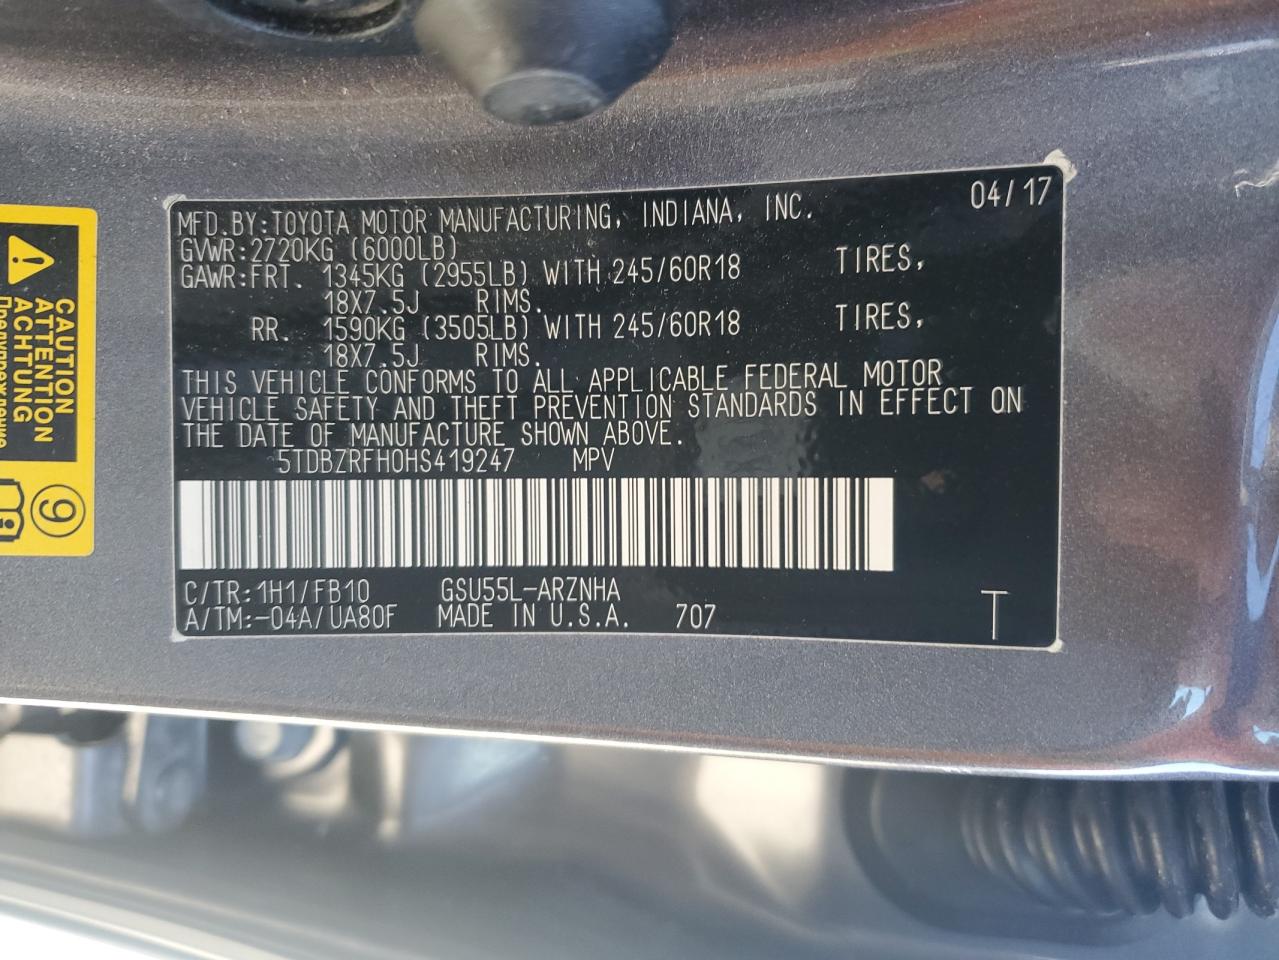 04/17
MFD. BY:TOYOTA MOTOR MANUFACTURING, INDIANA, INC.
GVWR:2720KG (6000LB)
GAWR:FRT. 1345KG (2955LB) WITH 245/60R18 TIRES,
18X7.5J RIMS.
RR. 1590KG (3505LB) WITH 245/60R18 TIRES,
18X7.5J RIMS.
THIS VEHICLE CONFORMS TO ALL APPLICABLE FEDERAL MOTOR
VEHICLE SAFETY AND THEFT PREVENTION STANDARDS IN EFFECT ON
THE DATE OF MANUFACTURE SHOWN ABOVE.
5TDBZRFH0HS419247 MPV
C/TR:1H1/FB10 GSU55L-ARZNHA
A/TM:-04A/UA80F MADE IN U.S.A. 707 T
CAUTION
ATTENTION
ACHTUNG
9